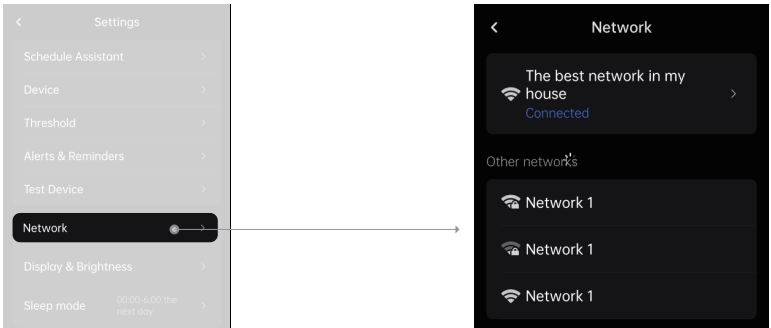 Settings
Schedule Assistant
Device
Threshold
Alerts & Reminders
Test Device
Network
Display & Brightness
Sleep mode
00:00-6:00 the
next day
Network
The best network in my
house
Connected
Other networks
Network 1
Network 1
Network 1